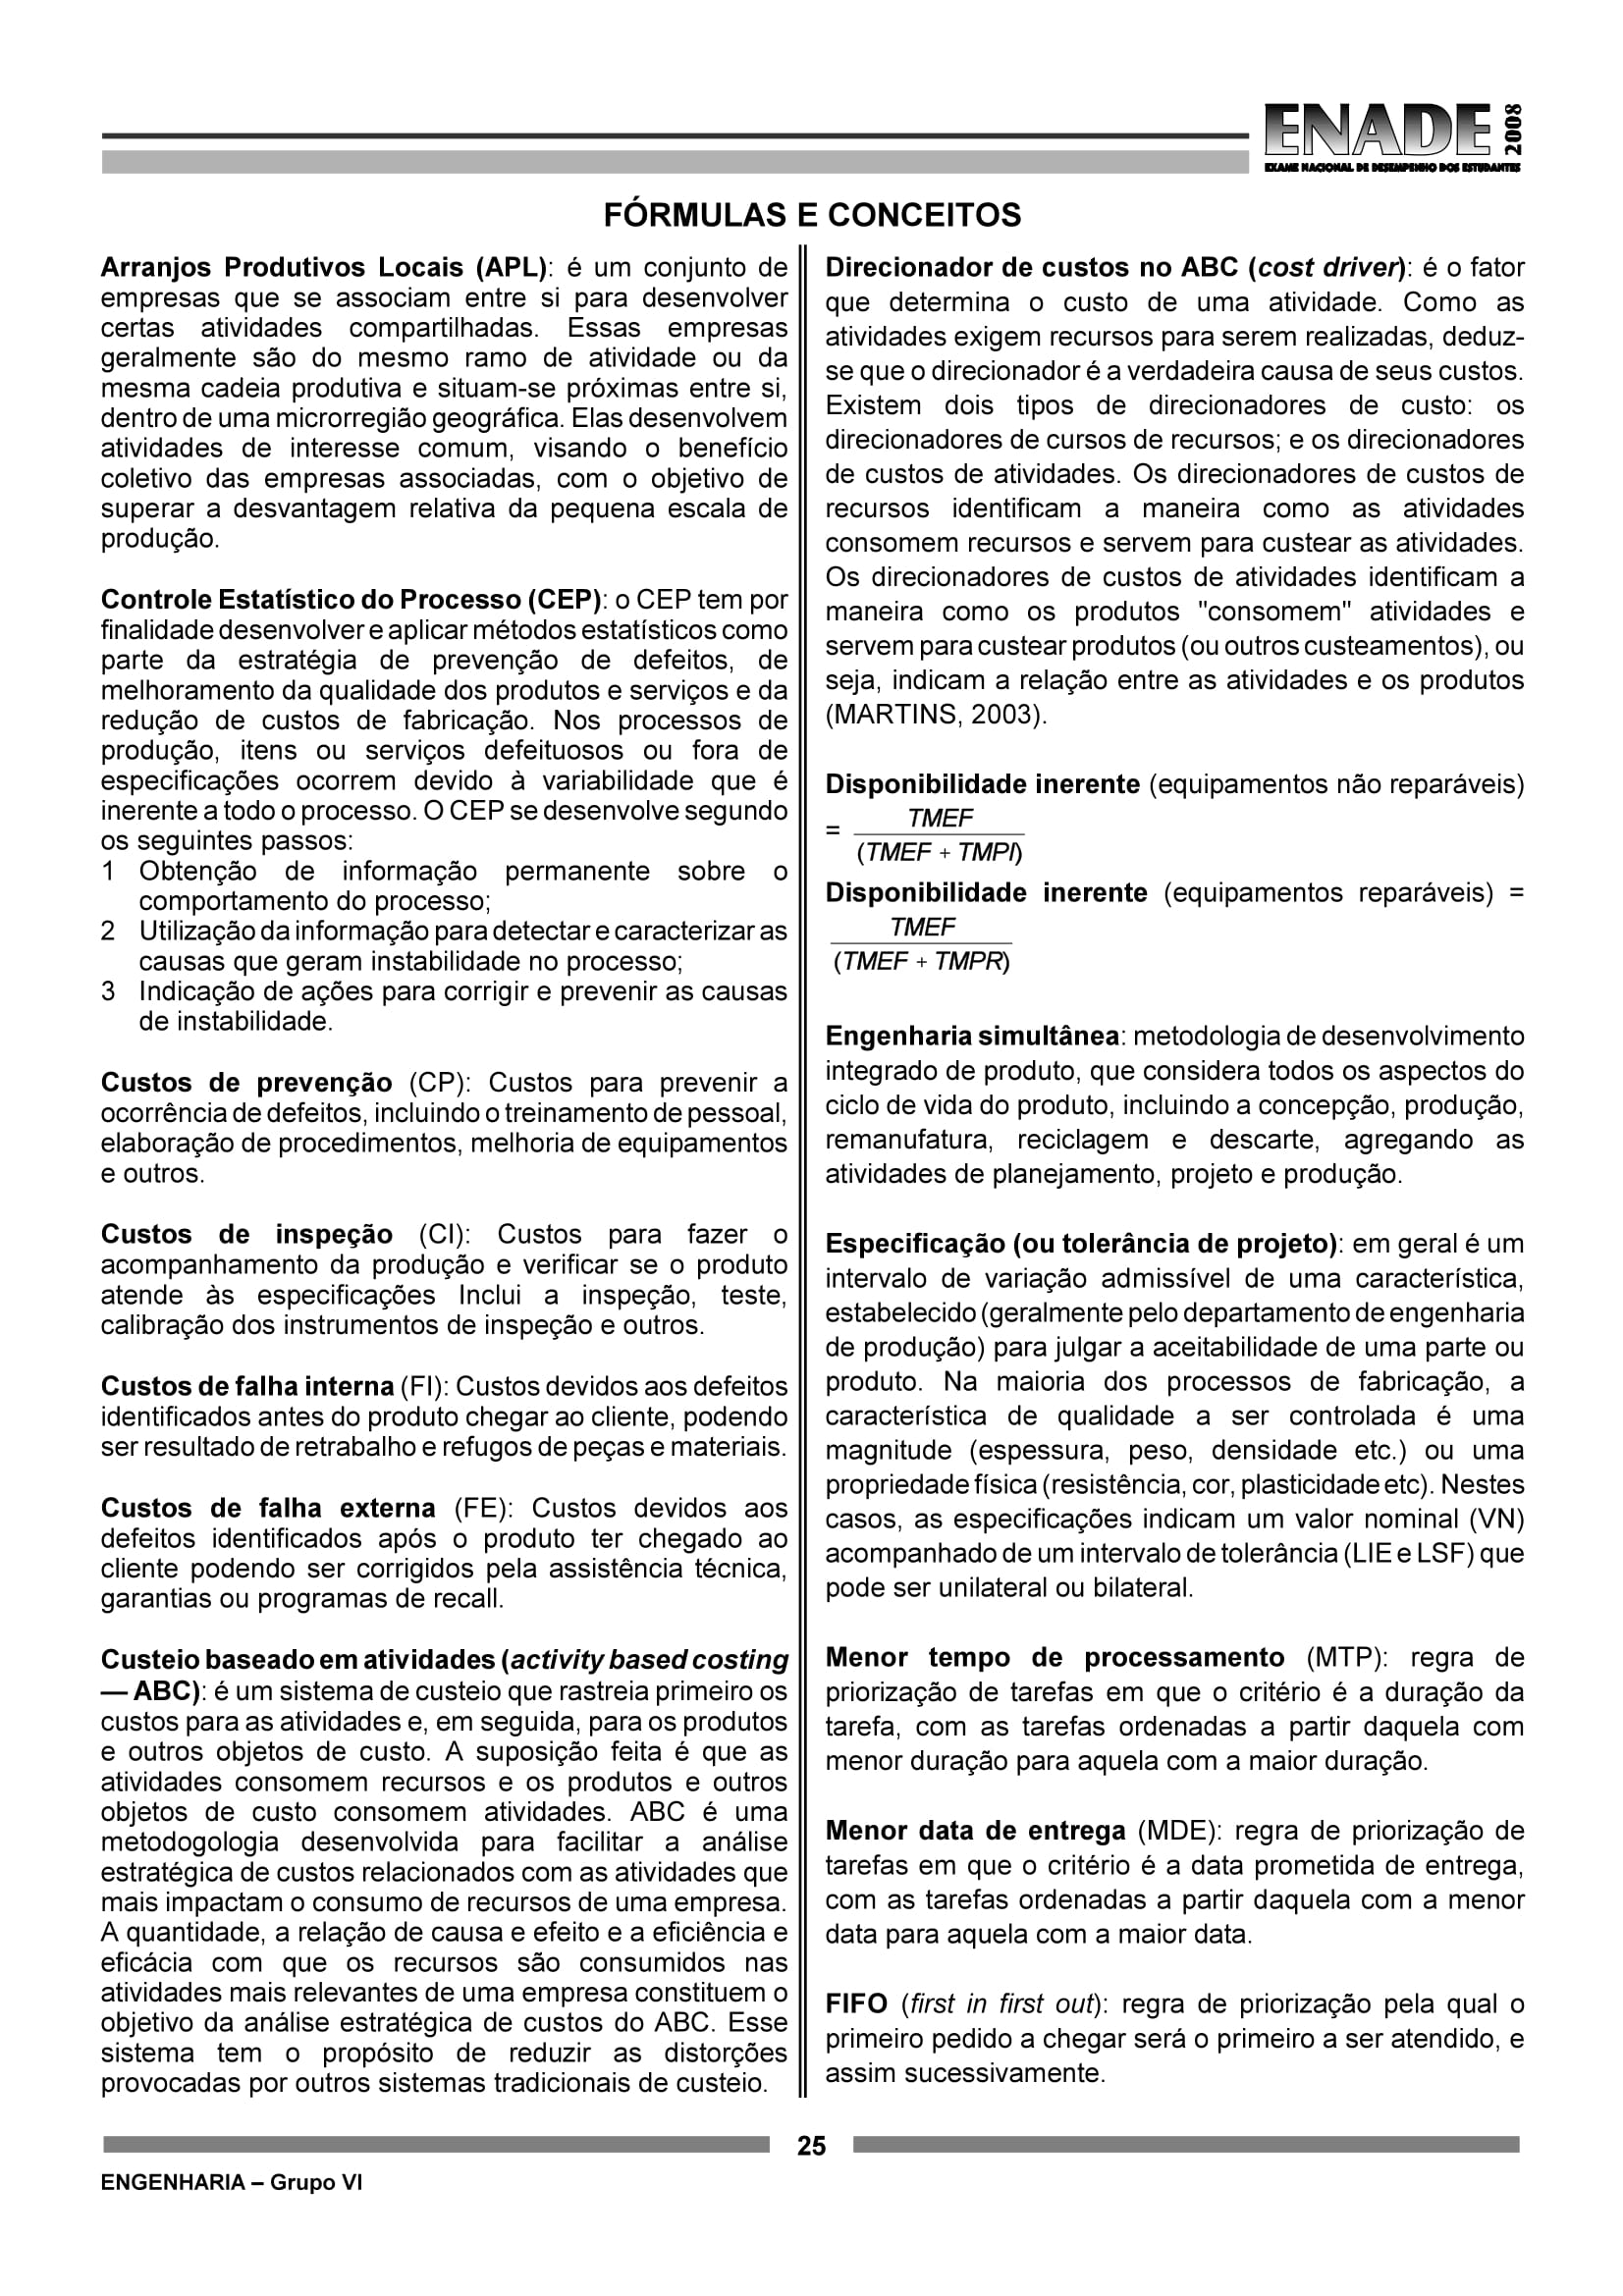 ENADE 2008
EXAME NACIONAL DE DESEMPENHO DOS ESTUDANTES
FÓRMULAS E CONCEITOS
Arranjos Produtivos Locais (APL): é um conjunto de
empresas que se associam entre si para desenvolver
certas atividades compartilhadas. Essas empresas
geralmente são do mesmo ramo de atividade ou da
mesma cadeia produtiva e situam-se próximas entre si,
dentro de uma microrregião geográfica. Elas desenvolvem
atividades de interesse comum, visando o benefício
coletivo das empresas associadas, com o objetivo de
superar a desvantagem relativa da pequena escala de
produção.
Controle Estatístico do Processo (CEP): o CEP tem por
finalidade desenvolver e aplicar métodos estatísticos como
parte da estratégia de prevenção de defeitos, de
melhoramento da qualidade dos produtos e serviços e da
redução de custos de fabricação. Nos processos de
produção, itens ou serviços defeituosos ou fora de
especificações ocorrem devido à variabilidade que é
inerente a todo o processo. O CEP se desenvolve segundo
os seguintes passos:
1 Obtenção de informação permanente sobre o
comportamento do processo;
2 Utilização da informação para detectar e caracterizar as
causas que geram instabilidade no processo;
3 Indicação de ações para corrigir e prevenir as causas
de instabilidade.
Custos de prevenção (CP): Custos para prevenir a
ocorrência de defeitos, incluindo o treinamento de pessoal,
elaboração de procedimentos, melhoria de equipamentos
e outros.
Custos de inspeção (CI): Custos para fazer o
acompanhamento da produção e verificar se o produto
atende às especificações Inclui a inspeção, teste,
calibração dos instrumentos de inspeção e outros.
Custos de falha interna (FI): Custos devidos aos defeitos
identificados antes do produto chegar ao cliente, podendo
ser resultado de retrabalho e refugos de peças e materiais.
Custos de falha externa (FE): Custos devidos aos
defeitos identificados após o produto ter chegado ao
cliente podendo ser corrigidos pela assistência técnica,
garantias ou programas de recall.
Custeio baseado em atividades (activity based costing
— ABC): é um sistema de custeio que rastreia primeiro os
custos para as atividades e, em seguida, para os produtos
e outros objetos de custo. A suposição feita é que as
atividades consomem recursos e os produtos e outros
objetos de custo consomem atividades. ABC é uma
metodogologia desenvolvida para facilitar a análise
estratégica de custos relacionados com as atividades que
mais impactam o consumo de recursos de uma empresa.
A quantidade, a relação de causa e efeito e a eficiência e
eficácia com que os recursos são consumidos nas
atividades mais relevantes de uma empresa constituem o
objetivo da análise estratégica de custos do ABC. Esse
sistema tem o propósito de reduzir as distorções
provocadas por outros sistemas tradicionais de custeio.
Direcionador de custos no ABC (cost driver): é o fator
que determina o custo de uma atividade. Como as
atividades exigem recursos para serem realizadas, deduz-
se que o direcionador é a verdadeira causa de seus custos.
Existem dois tipos de direcionadores de custo: os
direcionadores de cursos de recursos; e os direcionadores
de custos de atividades. Os direcionadores de custos de
recursos identificam a maneira como as atividades
consomem recursos e servem para custear as atividades.
Os direcionadores de custos de atividades identificam a
maneira como os produtos "consomem" atividades e
servem para custear produtos (ou outros custeamentos), ou
seja, indicam a relação entre as atividades e os produtos
(MARTINS, 2003).
Disponibilidade inerente (equipamentos não reparáveis)
= TMEF
(TMEF + TMPI)
Disponibilidade inerente (equipamentos reparáveis) =
TMEF
(TMEF + TMPR)
Engenharia simultânea: metodologia de desenvolvimento
integrado de produto, que considera todos os aspectos do
ciclo de vida do produto, incluindo a concepção, produção,
remanufatura, reciclagem e descarte, agregando as
atividades de planejamento, projeto e produção.
Especificação (ou tolerância de projeto): em geral é um
intervalo de variação admissível de uma característica,
estabelecido (geralmente pelo departamento de engenharia
de produção) para julgar a aceitabilidade de uma parte ou
produto. Na maioria dos processos de fabricação, a
característica de qualidade a ser controlada é uma
magnitude (espessura, peso, densidade etc.) ou uma
propriedade física (resistência, cor, plasticidade etc). Nestes
casos, as especificações indicam um valor nominal (VN)
acompanhado de um intervalo de tolerância (LIE e LSF) que
pode ser unilateral ou bilateral.
Menor tempo de processamento (MTP): regra de
priorização de tarefas em que o critério é a duração da
tarefa, com as tarefas ordenadas a partir daquela com
menor duração para aquela com a maior duração.
Menor data de entrega (MDE): regra de priorização de
tarefas em que o critério é a data prometida de entrega,
com as tarefas ordenadas a partir daquela com a menor
data para aquela com a maior data.
FIFO (first in first out): regra de priorização pela qual o
primeiro pedido a chegar será o primeiro a ser atendido, e
assim sucessivamente.
25
ENGENHARIA – Grupo VI